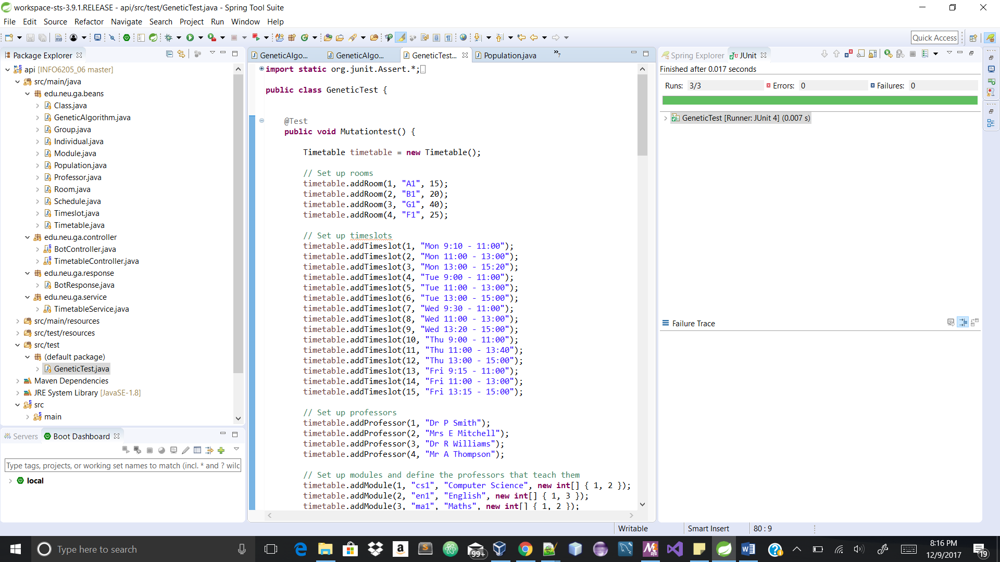 workspace-sts-3.9.1.RELEASE - api/src/test/GeneticTest.java - Spring Tool Suite
File Edit Source Refactor Navigate Search Project Run Window Help
Quick Access
Package Explorer
api [INFO6205_06 master]
src/main/java
edu.neu.ga.beans
Class.java
GeneticAlgorithm.java
Group.java
Individual.java
Module.java
Population.java
Professor.java
Room.java
Schedule.java
Timeslot.java
Timetable.java
edu.neu.ga.controller
BotController.java
TimetableController.java
edu.neu.ga.response
BotResponse.java
edu.neu.ga.service
TimetableService.java
src/main/resources
src/test/resources
src/test
(default package)
GeneticTest.java
Maven Dependencies
JRE System Library [JavaSE-1.8]
src
main
Servers Boot Dashboard
Type tags, projects, or working set names to match (incl. * and ? wilc
local
GeneticAlgo... GeneticAlgo... GeneticTest... Population.java »7
import static org.junit.Assert.*;
public class GeneticTest {
@Test
public void Mutationtest() {
Timetable timetable = new Timetable();
// Set up rooms
timetable.addRoom(1, "A1", 15);
timetable.addRoom(2, "B1", 20);
timetable.addRoom(3, "G1", 40);
timetable.addRoom(4, "F1", 25);
// Set up timeslots
timetable.addTimeslot(1, "Mon 9:10 - 11:00");
timetable.addTimeslot(2, "Mon 11:00 - 13:00");
timetable.addTimeslot(3, "Mon 13:00 - 15:20");
timetable.addTimeslot(4, "Tue 9:00 - 11:00");
timetable.addTimeslot(5, "Tue 11:00 - 13:00");
timetable.addTimeslot(6, "Tue 13:00 - 15:00");
timetable.addTimeslot(7, "Wed 9:30 - 11:00");
timetable.addTimeslot(8, "Wed 11:00 - 13:00");
timetable.addTimeslot(9, "Wed 13:20 - 15:00");
timetable.addTimeslot(10, "Thu 9:00 - 11:00");
timetable.addTimeslot(11, "Thu 11:00 - 13:40");
timetable.addTimeslot(12, "Thu 13:00 - 15:00");
timetable.addTimeslot(13, "Fri 9:15 - 11:00");
timetable.addTimeslot(14, "Fri 11:00 - 13:00");
timetable.addTimeslot(15, "Fri 13:15 - 15:00");
// Set up professors
timetable.addProfessor(1, "Dr P Smith");
timetable.addProfessor(2, "Mrs E Mitchell");
timetable.addProfessor(3, "Dr R Williams");
timetable.addProfessor(4, "Mr A Thompson");
// Set up modules and define the professors that teach them
timetable.addModule(1, "cs1", "Computer Science", new int[] { 1, 2 });
timetable.addModule(2, "en1", "English", new int[] { 1, 3 });
timetable.addModule(3, "ma1", "Maths", new int[] { 1, 2 });
Spring Explorer JUnit
Finished after 0.017 seconds
Runs: 3/3 Errors: 0 Failures: 0
GeneticTest [Runner: JUnit 4] (0.007 s)
Failure Trace
Writable Smart Insert 80 : 9
Type here to search
99+
8:16 PM
12/9/2017
19